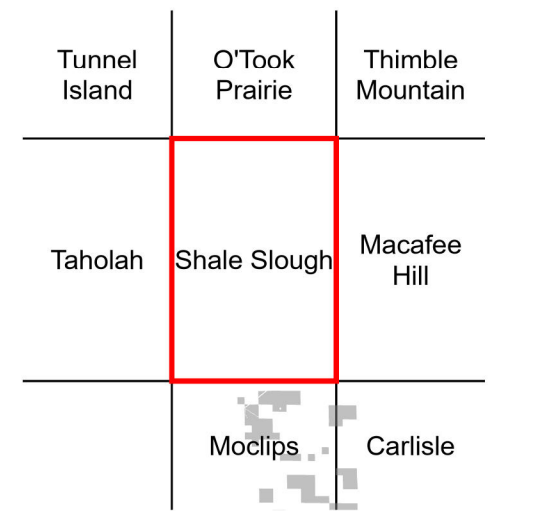 Tunnel
Island
O'Took
Prairie
Thimble
Mountain
Taholah
Shale Slough
Macafee
Hill
Moclips
Carlisle